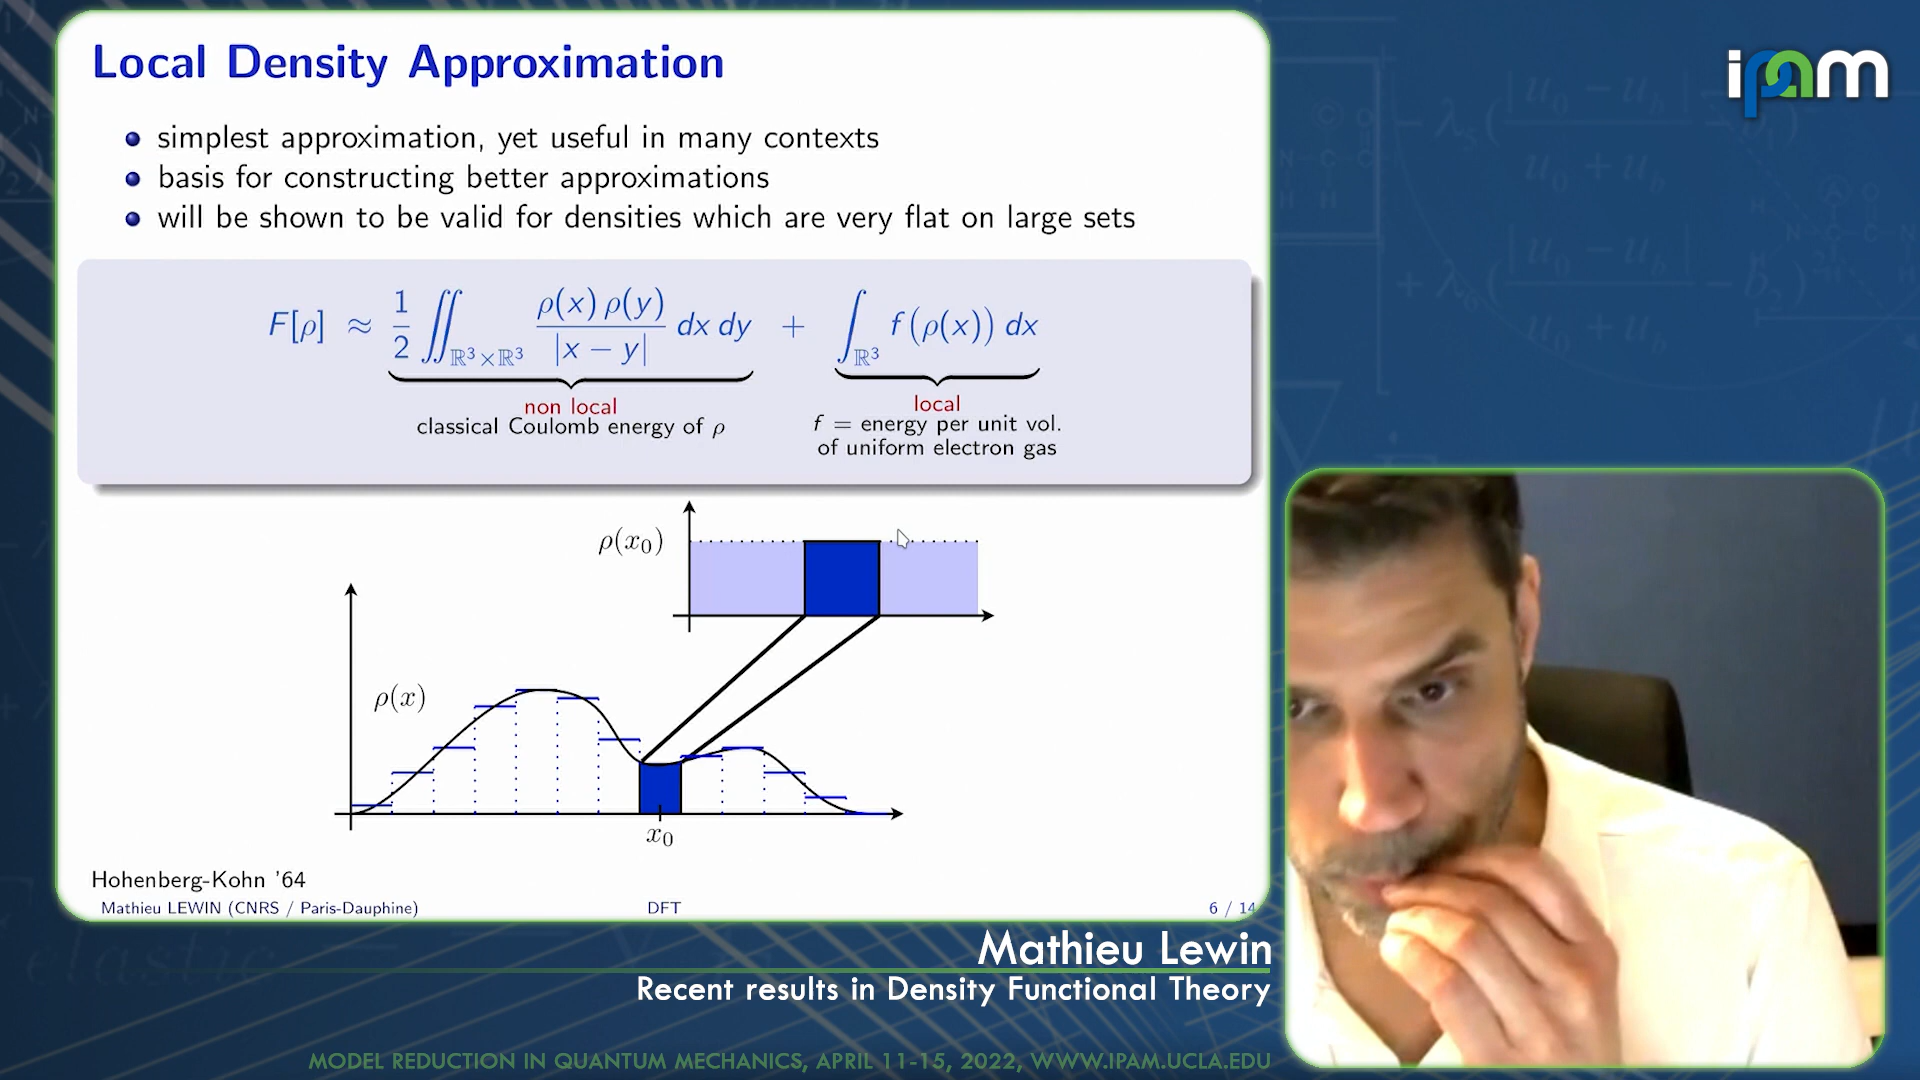 Local Density Approximation
simplest approximation, yet useful in many contexts
basis for constructing better approximations
will be shown to be valid for densities which are very flat on large sets
F[ρ] ≈ 1/2 ∬_{ℝ³×ℝ³} ρ(x) ρ(y) / |x − y| dx dy + ∫_{ℝ³} f(ρ(x)) dx
non local
classical Coulomb energy of ρ
local
f = energy per unit vol.
of uniform electron gas
ρ(x₀)
ρ(x)
x₀
Hohenberg-Kohn '64
Mathieu LEWIN (CNRS / Paris-Dauphine) DFT 6 / 14
ipam
Mathieu Lewin
Recent results in Density Functional Theory
MODEL REDUCTION IN QUANTUM MECHANICS, APRIL 11-15, 2022, WWW.IPAM.UCLA.EDU
elastic